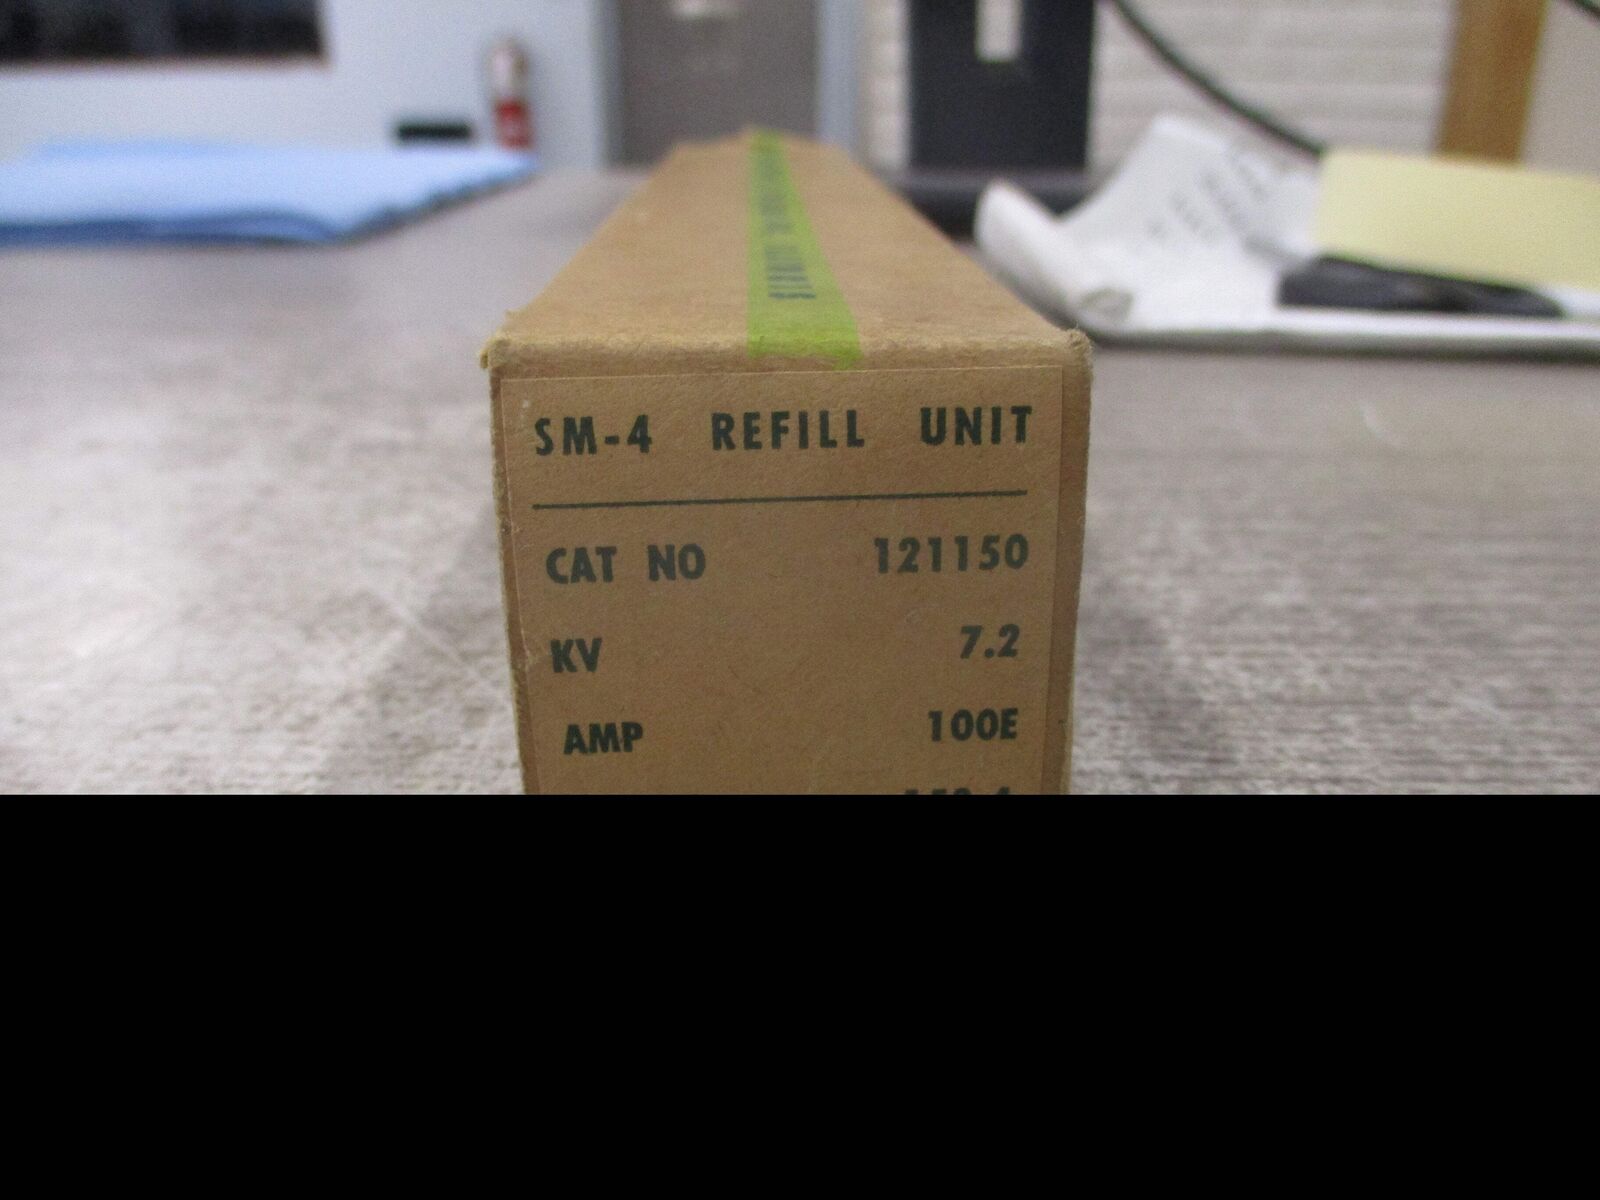 SM-4 REFILL UNIT
CAT NO 121150
KV 7.2
AMP 100E